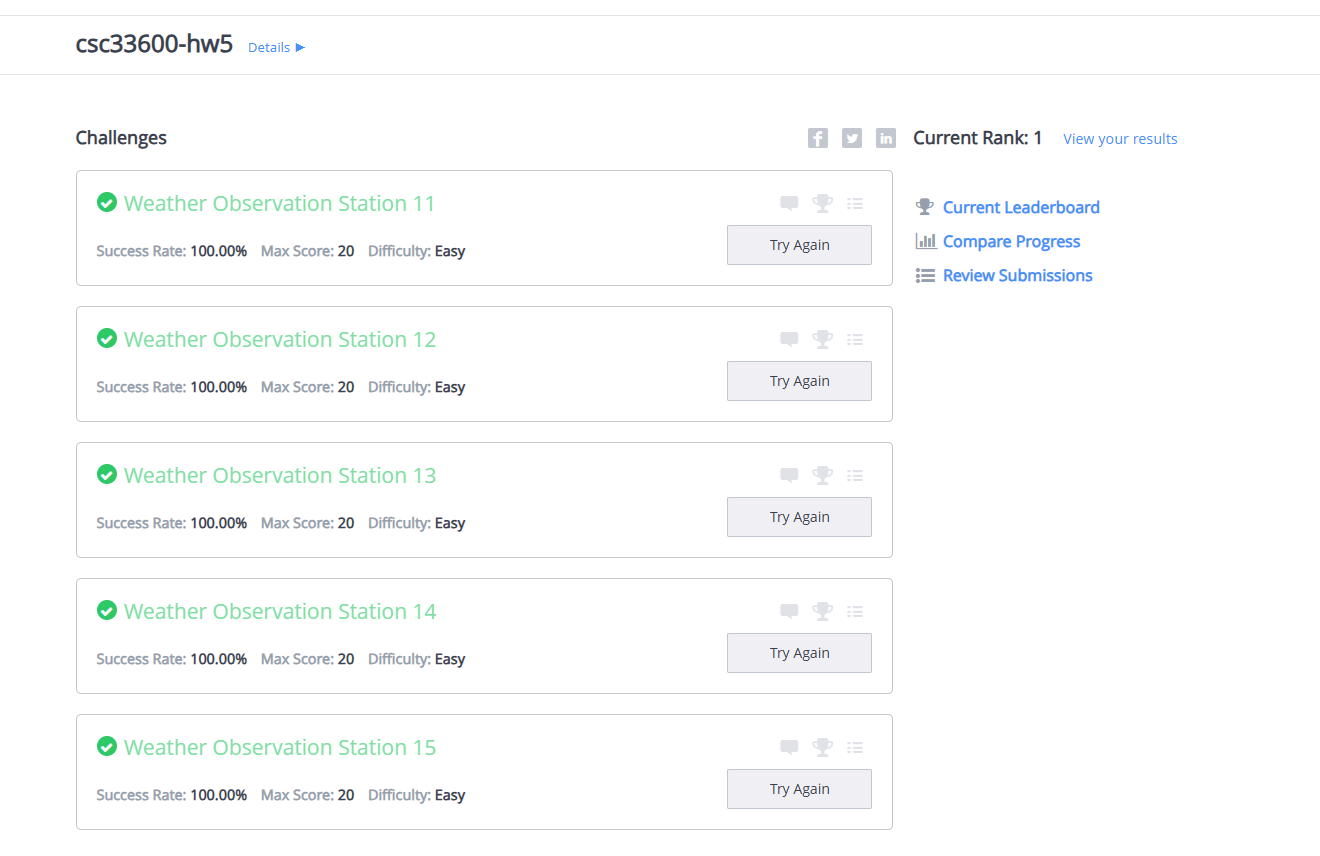 csc33600-hw5 Details ▶
Challenges
Current Rank: 1 View your results
Weather Observation Station 11
Success Rate: 100.00% Max Score: 20 Difficulty: Easy
Try Again
Current Leaderboard
Compare Progress
Review Submissions
Weather Observation Station 12
Success Rate: 100.00% Max Score: 20 Difficulty: Easy
Try Again
Weather Observation Station 13
Success Rate: 100.00% Max Score: 20 Difficulty: Easy
Try Again
Weather Observation Station 14
Success Rate: 100.00% Max Score: 20 Difficulty: Easy
Try Again
Weather Observation Station 15
Success Rate: 100.00% Max Score: 20 Difficulty: Easy
Try Again